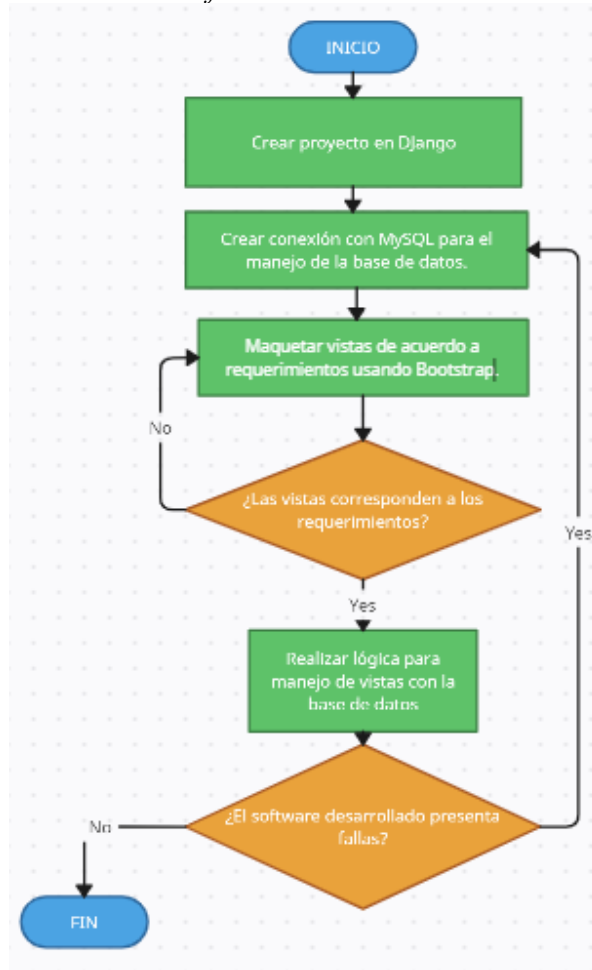 INICIO
Crear proyecto en DJango
Crear conexión con MySQL para el
manejo de la base de datos.
Maquetar vistas de acuerdo a
requerimientos usando Bootstrap.
No
¿Las vistas corresponden a los
requerimientos?
Yes
Yes
Realizar lógica para
manejo de vistas con la
base de datos
¿El software desarrollado presenta
fallas?
No
FIN